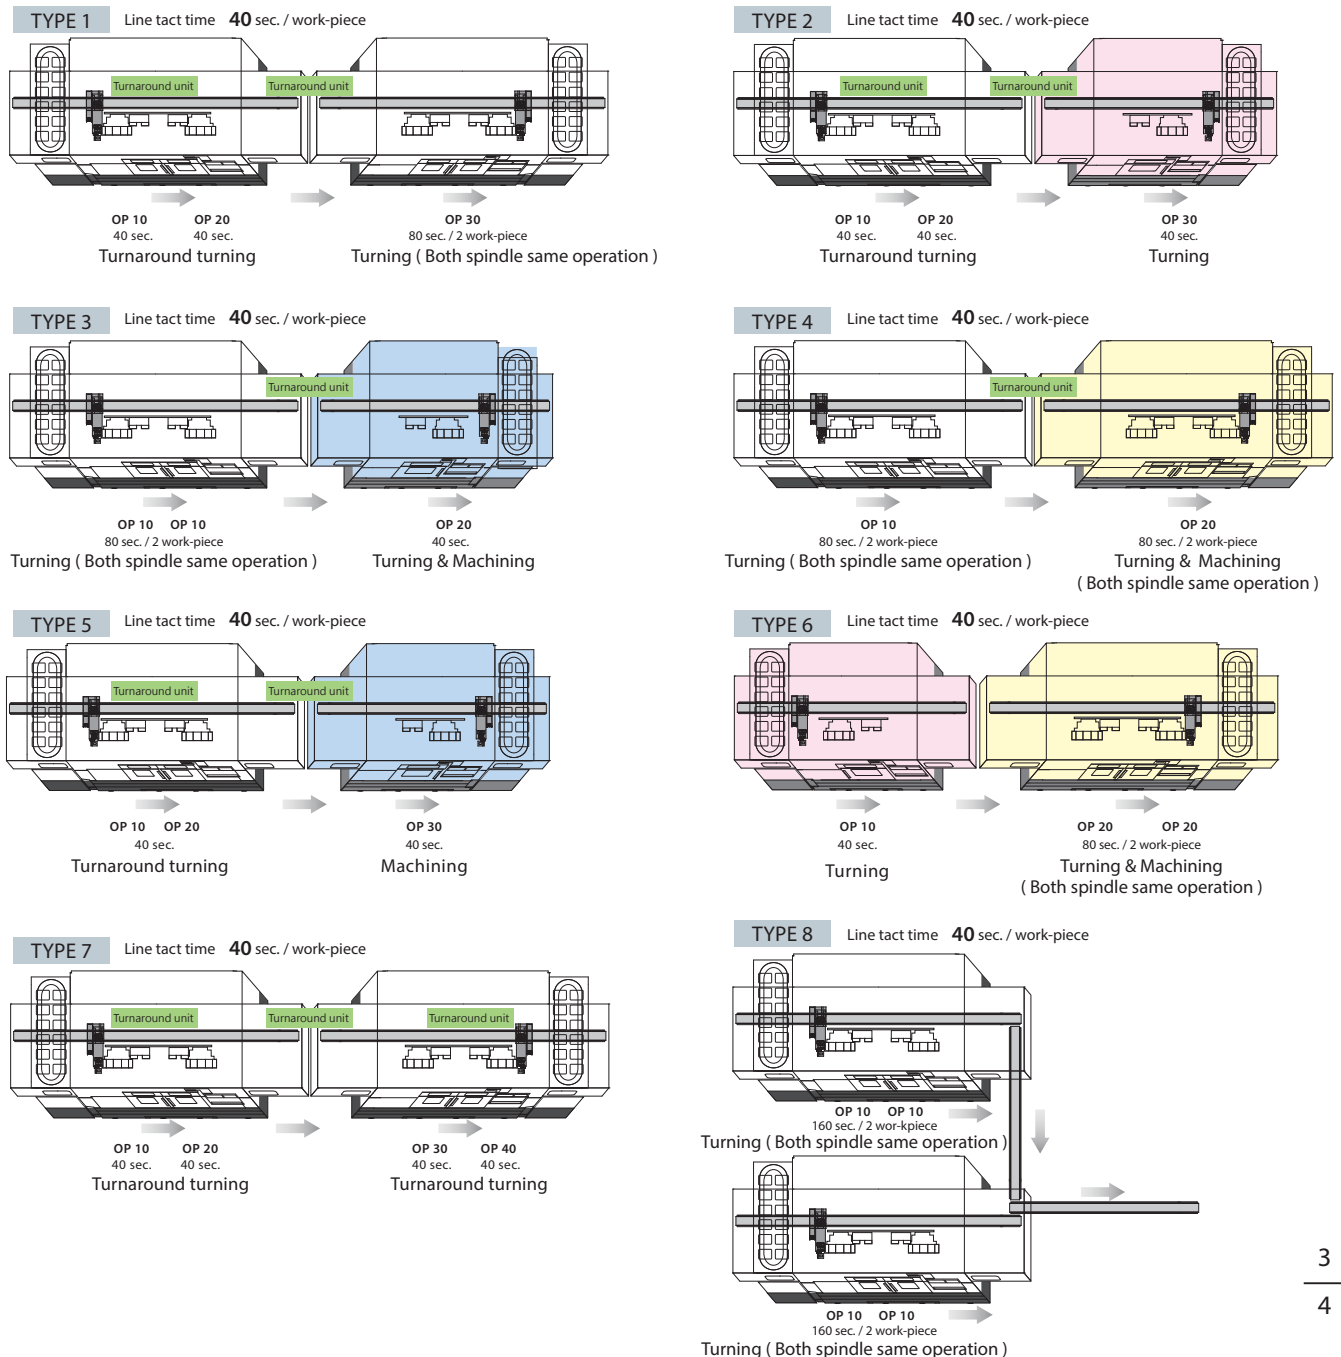 TYPE 1 Line tact time 40 sec. / work-piece
Turnaround unit Turnaround unit
OP 10 OP 20 OP 30
40 sec. 40 sec. 80 sec. / 2 work-piece
Turnaround turning Turning ( Both spindle same operation )
TYPE 2 Line tact time 40 sec. / work-piece
Turnaround unit Turnaround unit
OP 10 OP 20 OP 30
40 sec. 40 sec. 40 sec.
Turnaround turning Turning
TYPE 3 Line tact time 40 sec. / work-piece
Turnaround unit
OP 10 OP 10 OP 20
80 sec. / 2 work-piece 40 sec.
Turning ( Both spindle same operation ) Turning & Machining
TYPE 4 Line tact time 40 sec. / work-piece
Turnaround unit
OP 10 OP 20
80 sec. / 2 work-piece 80 sec. / 2 work-piece
Turning ( Both spindle same operation ) Turning & Machining
( Both spindle same operation )
TYPE 5 Line tact time 40 sec. / work-piece
Turnaround unit Turnaround unit
OP 10 OP 20 OP 30
40 sec. 40 sec.
Turnaround turning Machining
TYPE 6 Line tact time 40 sec. / work-piece
OP 10 OP 20 OP 20
40 sec. 80 sec. / 2 work-piece
Turning Turning & Machining
( Both spindle same operation )
TYPE 7 Line tact time 40 sec. / work-piece
Turnaround unit Turnaround unit Turnaround unit
OP 10 OP 20 OP 30 OP 40
40 sec. 40 sec. 40 sec. 40 sec.
Turnaround turning Turnaround turning
TYPE 8 Line tact time 40 sec. / work-piece
OP 10 OP 10
160 sec. / 2 wor-kpiece
Turning ( Both spindle same operation )
OP 10 OP 10
160 sec. / 2 work-piece
Turning ( Both spindle same operation )
3
4